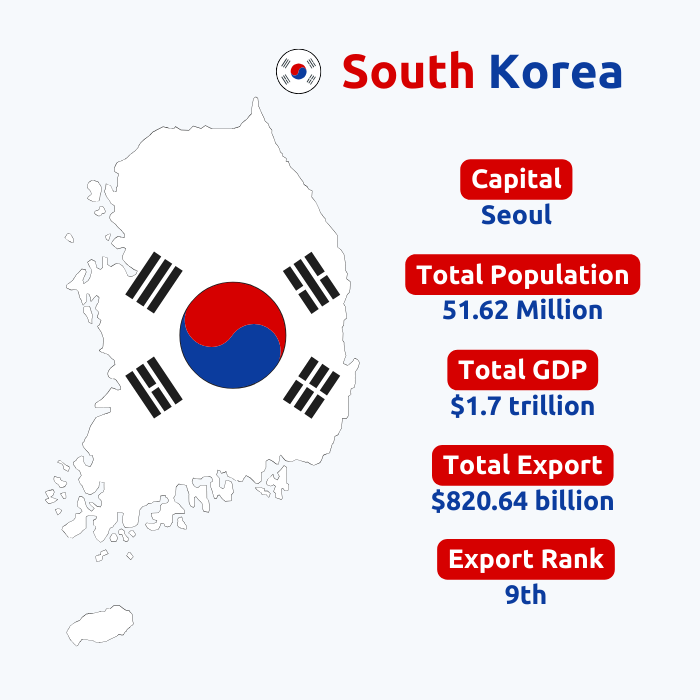 South Korea
Capital
Seoul
Total Population
51.62 Million
Total GDP
$1.7 trillion
Total Export
$820.64 billion
Export Rank
9th